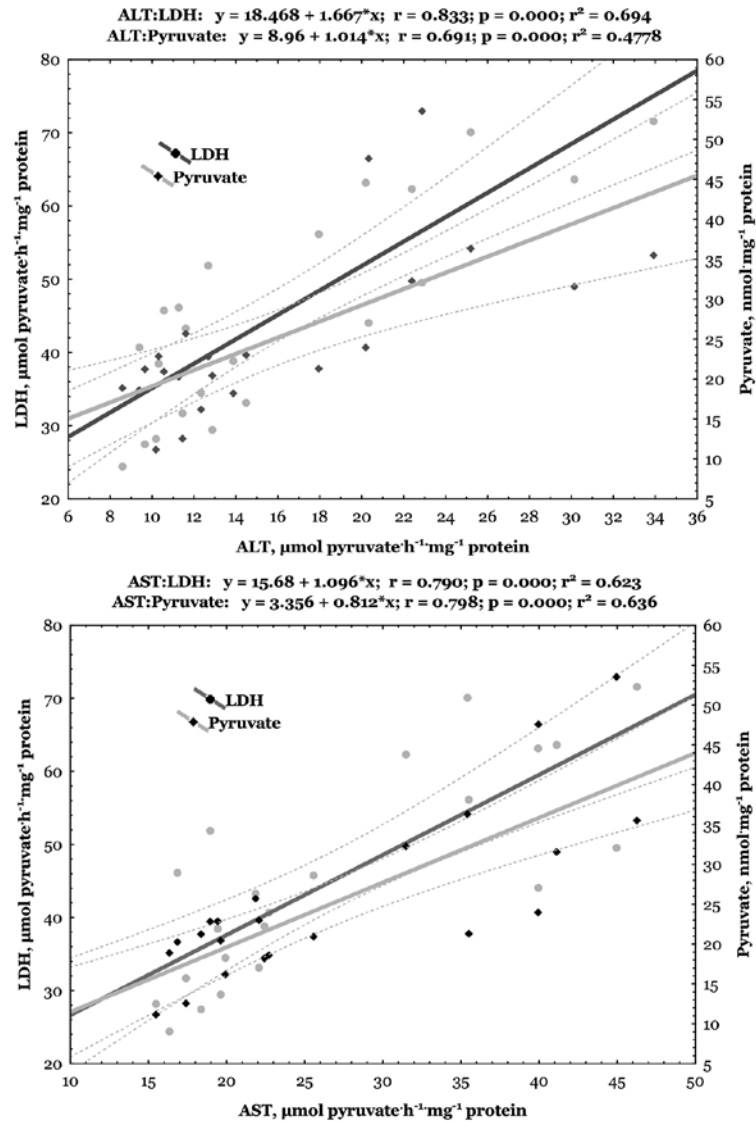 ALT:LDH: y = 18.468 + 1.667*x; r = 0.833; p = 0.000; r² = 0.694
ALT:Pyruvate: y = 8.96 + 1.014*x; r = 0.691; p = 0.000; r² = 0.4778
80
70
60
50
40
30
20
LDH, µmol pyruvate·h⁻¹·mg⁻¹ protein
LDH
Pyruvate
60
55
50
45
40
35
30
25
20
15
10
5
Pyruvate, nmol·mg⁻¹ protein
6 8 10 12 14 16 18 20 22 24 26 28 30 32 34 36
ALT, µmol pyruvate·h⁻¹·mg⁻¹ protein
AST:LDH: y = 15.68 + 1.096*x; r = 0.790; p = 0.000; r² = 0.623
AST:Pyruvate: y = 3.356 + 0.812*x; r = 0.798; p = 0.000; r² = 0.636
80
70
60
50
40
30
20
LDH, µmol pyruvate·h⁻¹·mg⁻¹ protein
LDH
Pyruvate
60
55
50
45
40
35
30
25
20
15
10
5
Pyruvate, nmol·mg⁻¹ protein
10 15 20 25 30 35 40 45 50
AST, µmol pyruvate·h⁻¹·mg⁻¹ protein